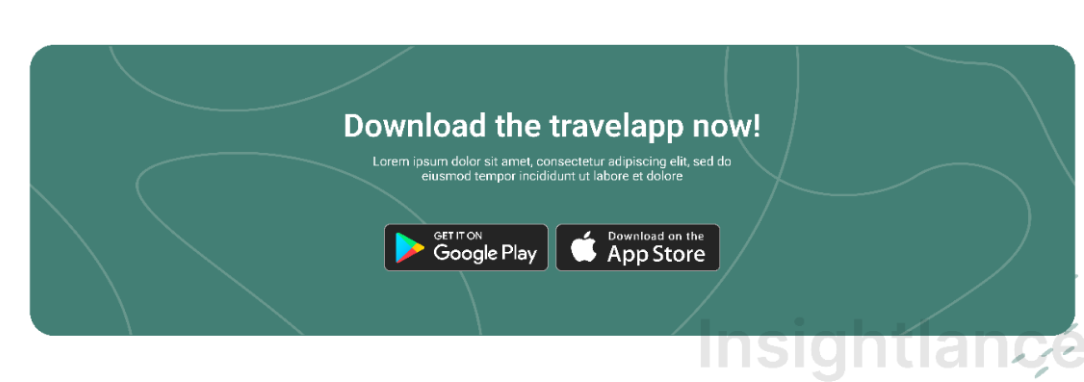 Download the travelapp now!
Lorem ipsum dolor sit amet, consectetur adipiscing elit, sed do
eiusmod tempor incididunt ut labore et dolore
GET IT ON
Google Play
Download on the
App Store
Insightlance